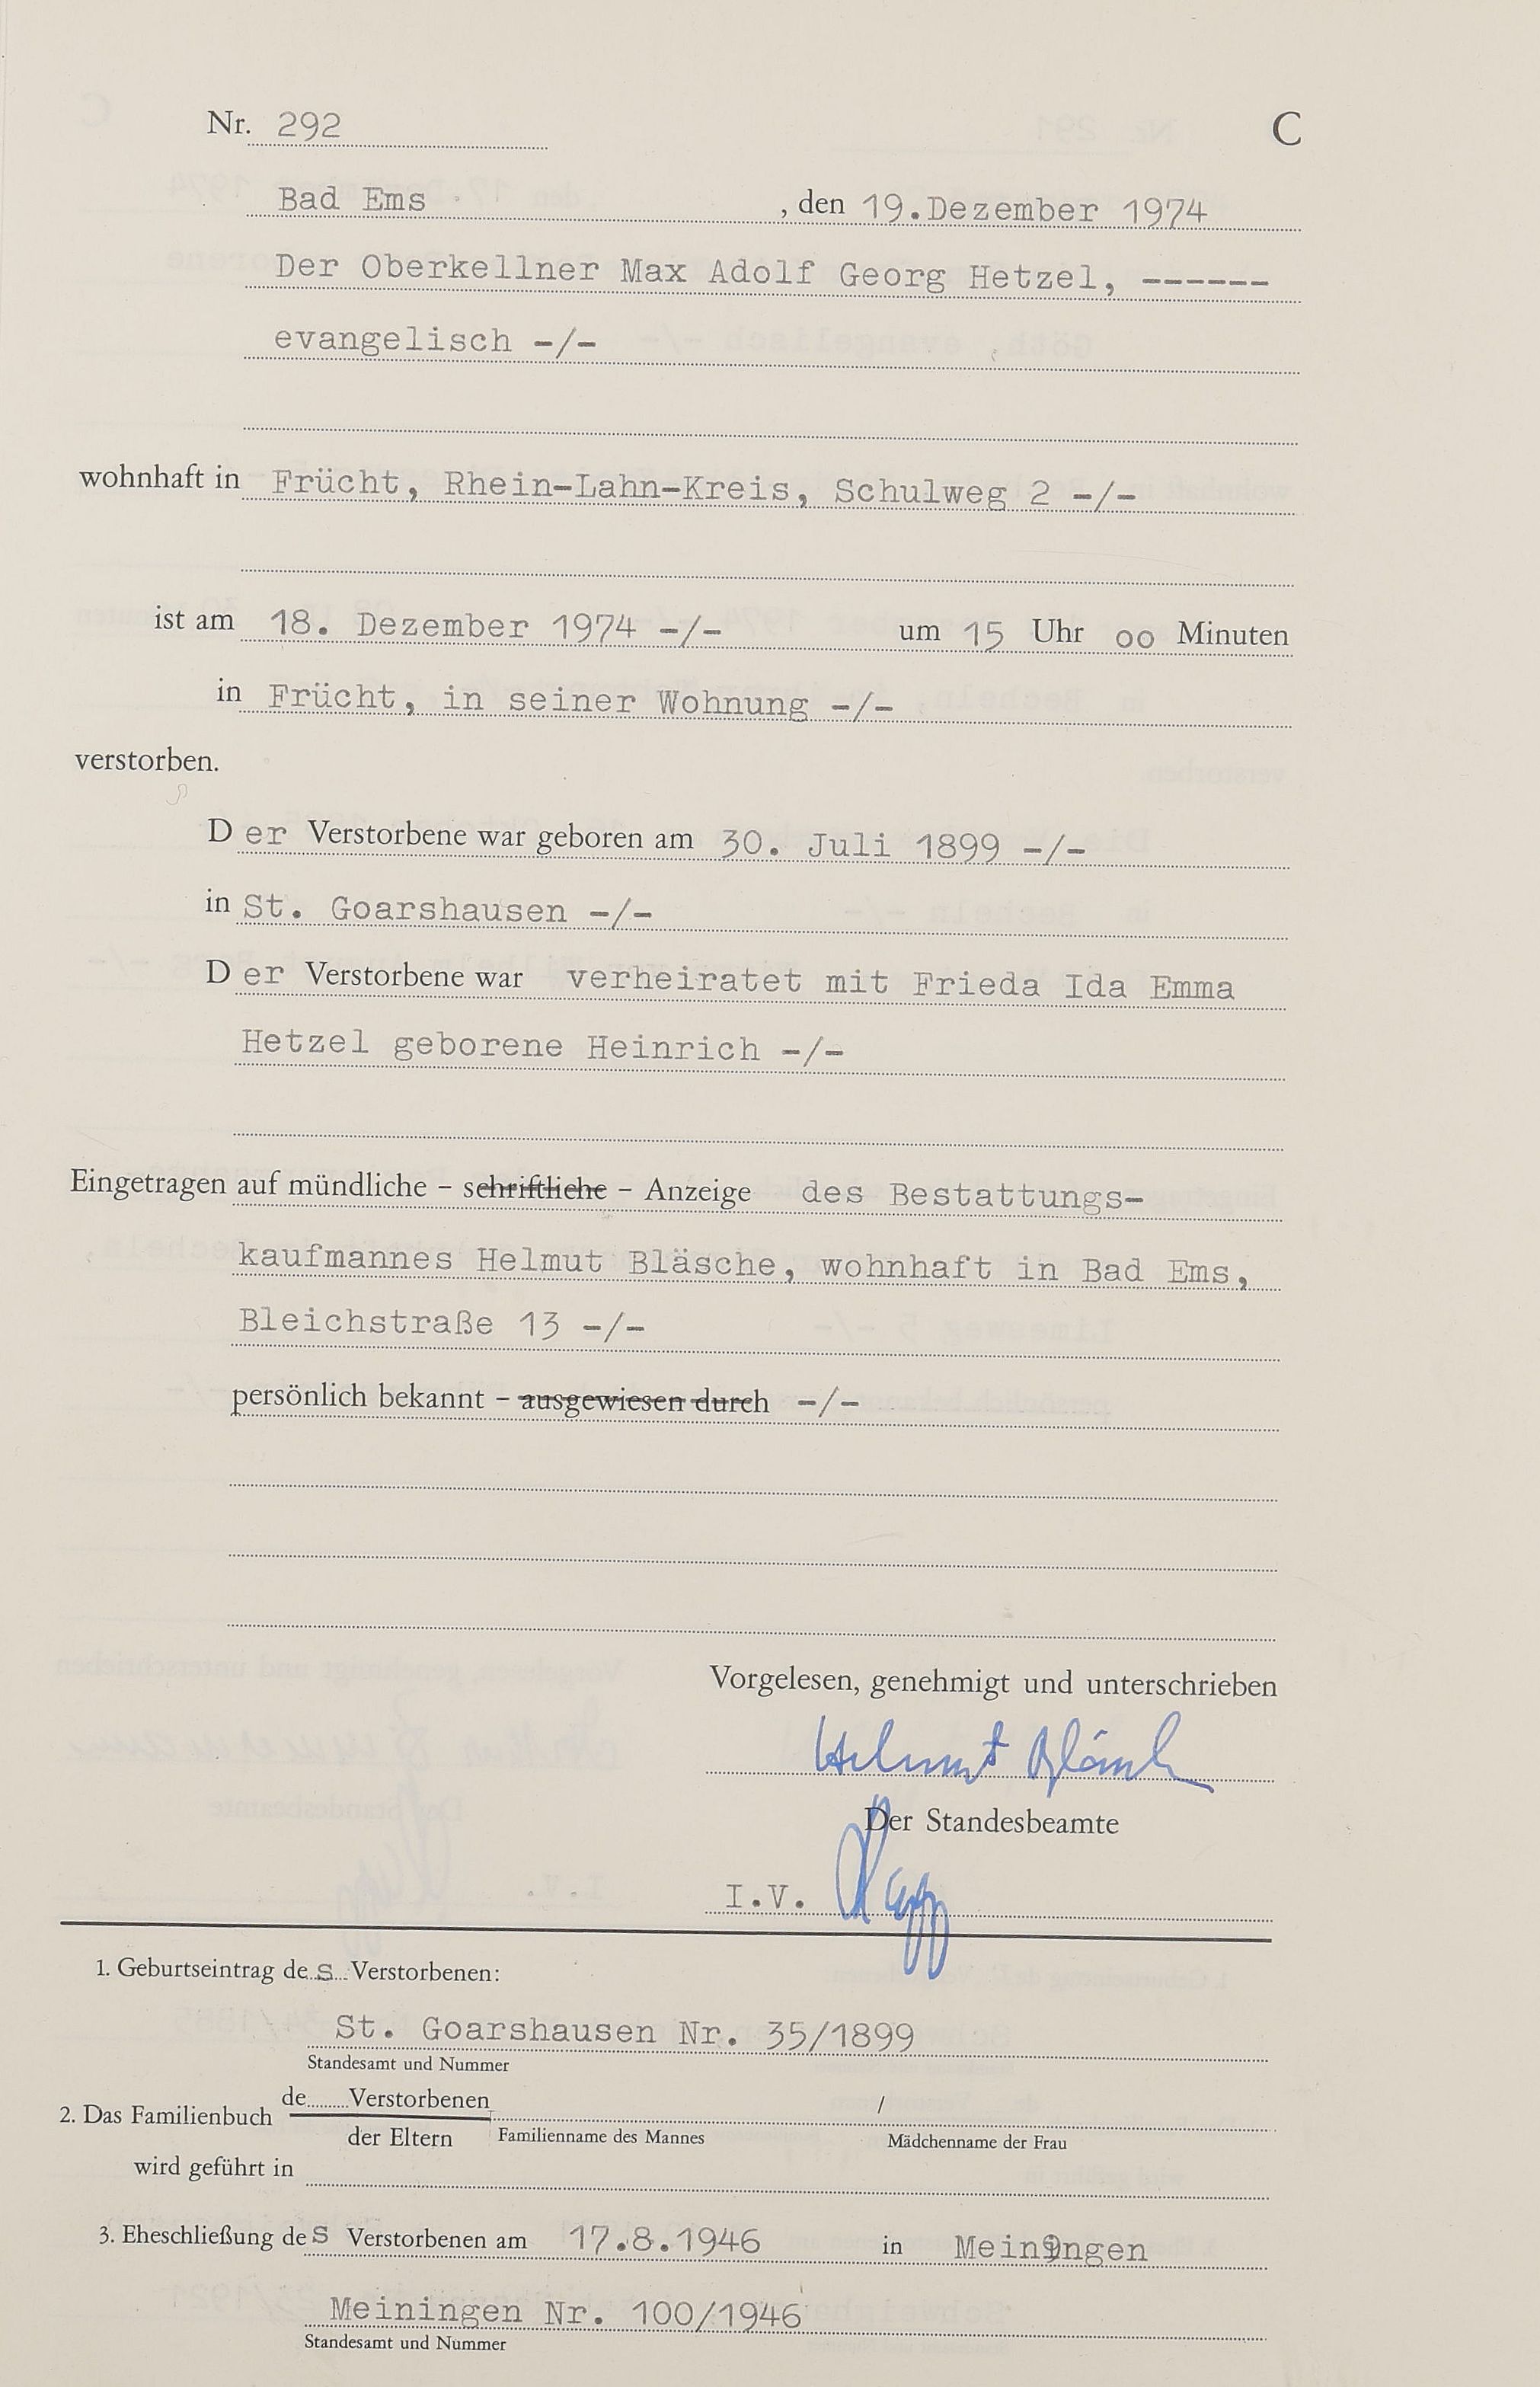 Nr. 292
C
Bad Ems , den 19.Dezember 1974
Der Oberkellner Max Adolf Georg Hetzel, ------
evangelisch -/-
wohnhaft in Frücht, Rhein-Lahn-Kreis, Schulweg 2 -/-
ist am 18. Dezember 1974 -/- um 15 Uhr oo Minuten
in Frücht, in seiner Wohnung -/-
verstorben.
Der Verstorbene war geboren am 30. Juli 1899 -/-
in St. Goarshausen -/-
Der Verstorbene war verheiratet mit Frieda Ida Emma
Hetzel geborene Heinrich -/-
Eingetragen auf mündliche – schriftliche – Anzeige des Bestattungs-
kaufmannes Helmut Bläsche, wohnhaft in Bad Ems,
Bleichstraße 13 -/-
persönlich bekannt – ausgewiesen durch -/-
Vorgelesen, genehmigt und unterschrieben
Helmut Bläsche
Der Standesbeamte
I.V.
1. Geburtseintrag des Verstorbenen:
St. Goarshausen Nr. 35/1899
Standesamt und Nummer
2. Das Familienbuch de........ Verstorbenen /
der Eltern Familienname des Mannes Mädchenname der Frau
wird geführt in
3. Eheschließung des Verstorbenen am 17.8.1946 in Meiningen
Meiningen Nr. 100/1946
Standesamt und Nummer